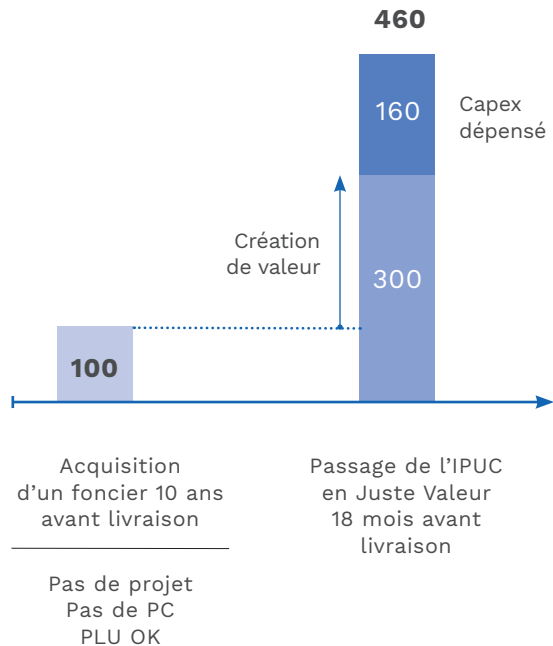 460
160
Capex
dépensé
Création
de valeur
300
100
Acquisition
d’un foncier 10 ans
avant livraison
Pas de projet
Pas de PC
PLU OK
Passage de l’IPUC
en Juste Valeur
18 mois avant
livraison